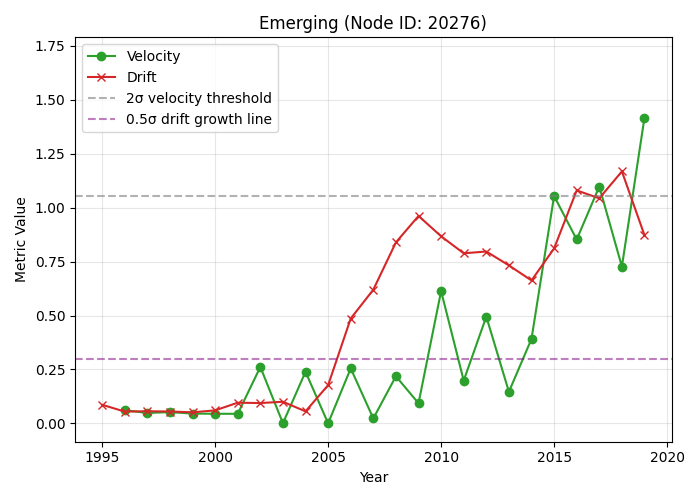 Emerging (Node ID: 20276)
Velocity
Drift
2σ velocity threshold
0.5σ drift growth line
Metric Value
1.75
1.50
1.25
1.00
0.75
0.50
0.25
0.00
1995
2000
2005
2010
2015
2020
Year